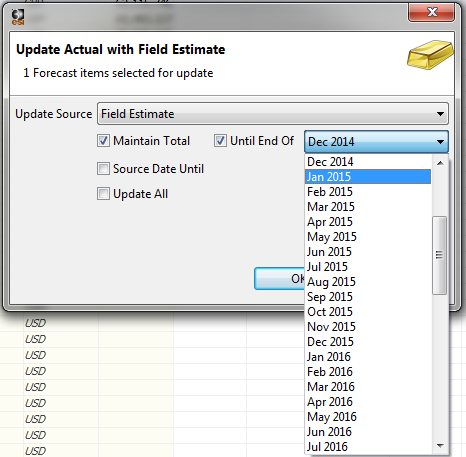 esi
Update Actual with Field Estimate
1 Forecast items selected for update
Update Source Field Estimate
Maintain Total Until End Of Dec 2014
Source Date Until
Update All
Dec 2014
Jan 2015
Feb 2015
Mar 2015
Apr 2015
May 2015
Jun 2015
Jul 2015
Aug 2015
Sep 2015
Oct 2015
Nov 2015
Dec 2015
Jan 2016
Feb 2016
Mar 2016
Apr 2016
May 2016
Jun 2016
Jul 2016
OK
USD
USD
USD
USD
USD
USD
USD
USD
USD